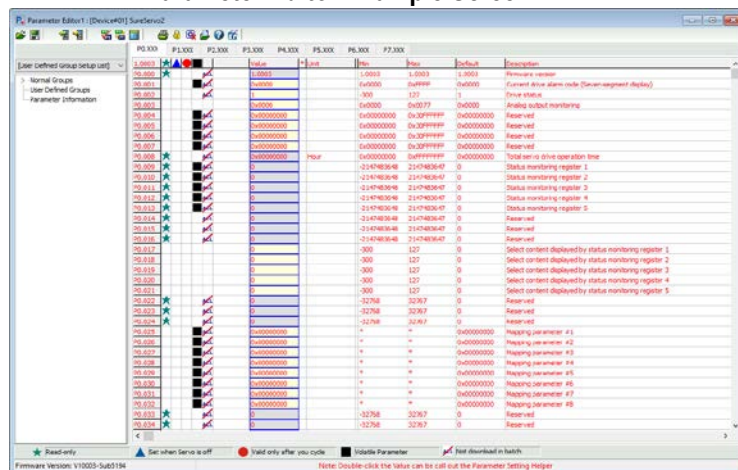 Parameter Editor1 : [Device#01] SureServo2
P0.XXX P1.XXX P2.XXX P3.XXX P4.XXX P5.XXX P6.XXX P7.XXX
[User Defined Group Setup List]
Normal Groups
User Defined Groups
Parameter Information
1.0003 Value * Unit Min Max Default Description
P0.000 1.0003 1.0003 1.0003 1.0003 Firmware version
P0.001 0x0000 0x0000 0xFFFF 0x0000 Current drive alarm code (Seven-segment display)
P0.002 1 -300 127 1 Drive status
P0.003 0x0000 0x0000 0x0077 0x0000 Analog output monitoring
P0.004 0x00000000 0x00000000 0x30FFFFFF 0x00000000 Reserved
P0.005 0x00000000 0x00000000 0x30FFFFFF 0x00000000 Reserved
P0.006 0x00000000 0x00000000 0x30FFFFFF 0x00000000 Reserved
P0.007 0x00000000 0x00000000 0x30FFFFFF 0x00000000 Reserved
P0.008 0x00000000 Hour 0x00000000 0xFFFFFFFF 0x00000000 Total servo drive operation time
P0.009 0 -2147483648 2147483647 0 Status monitoring register 1
P0.010 0 -2147483648 2147483647 0 Status monitoring register 2
P0.011 0 -2147483648 2147483647 0 Status monitoring register 3
P0.012 0 -2147483648 2147483647 0 Status monitoring register 4
P0.013 0 -2147483648 2147483647 0 Status monitoring register 5
P0.014 0 -2147483648 2147483647 0 Reserved
P0.015 0 -2147483648 2147483647 0 Reserved
P0.016 0 -2147483648 2147483647 0 Reserved
P0.017 0 -300 127 0 Select content displayed by status monitoring register 1
P0.018 0 -300 127 0 Select content displayed by status monitoring register 2
P0.019 0 -300 127 0 Select content displayed by status monitoring register 3
P0.020 0 -300 127 0 Select content displayed by status monitoring register 4
P0.021 0 -300 127 0 Select content displayed by status monitoring register 5
P0.022 0 -32768 32767 0 Reserved
P0.023 0 -32768 32767 0 Reserved
P0.024 0 -32768 32767 0 Reserved
P0.025 0x00000000 * * 0x00000000 Mapping parameter #1
P0.026 0x00000000 * * 0x00000000 Mapping parameter #2
P0.027 0x00000000 * * 0x00000000 Mapping parameter #3
P0.028 0x00000000 * * 0x00000000 Mapping parameter #4
P0.029 0x00000000 * * 0x00000000 Mapping parameter #5
P0.030 0x00000000 * * 0x00000000 Mapping parameter #6
P0.031 0x00000000 * * 0x00000000 Mapping parameter #7
P0.032 0x00000000 * * 0x00000000 Mapping parameter #8
P0.033 0 -32768 32767 0 Reserved
P0.034 0 -32768 32767 0 Reserved
Read-only Set when Servo is off Valid only after you cycle Volatile Parameter Not download in batch
Firmware Version: V10003-Sub5194 Note: Double-click the Value can be call out the Parameter Setting Helper